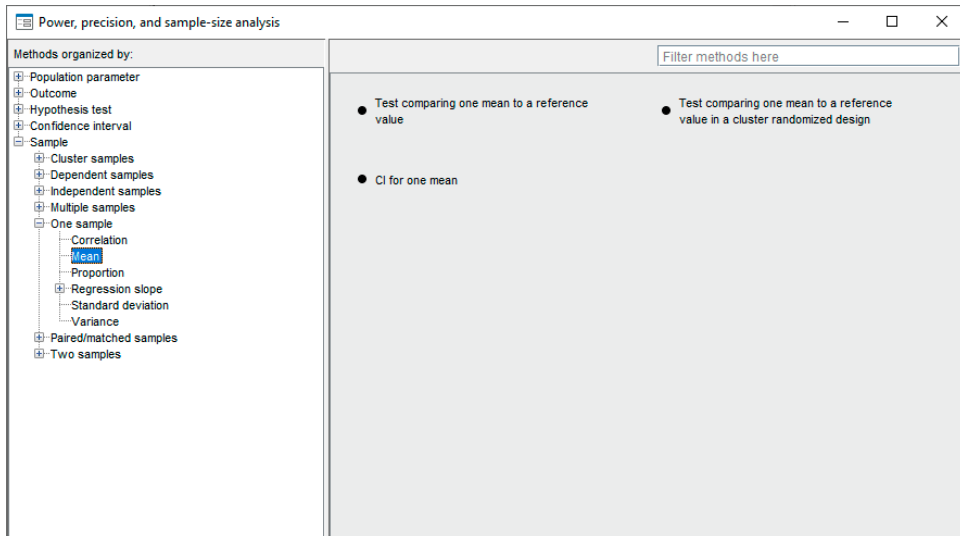 Power, precision, and sample-size analysis
Methods organized by:
Filter methods here
Population parameter
Outcome
Hypothesis test
Confidence interval
Sample
Cluster samples
Dependent samples
Independent samples
Multiple samples
One sample
Correlation
Mean
Proportion
Regression slope
Standard deviation
Variance
Paired/matched samples
Two samples
Test comparing one mean to a reference
value
Test comparing one mean to a reference
value in a cluster randomized design
CI for one mean